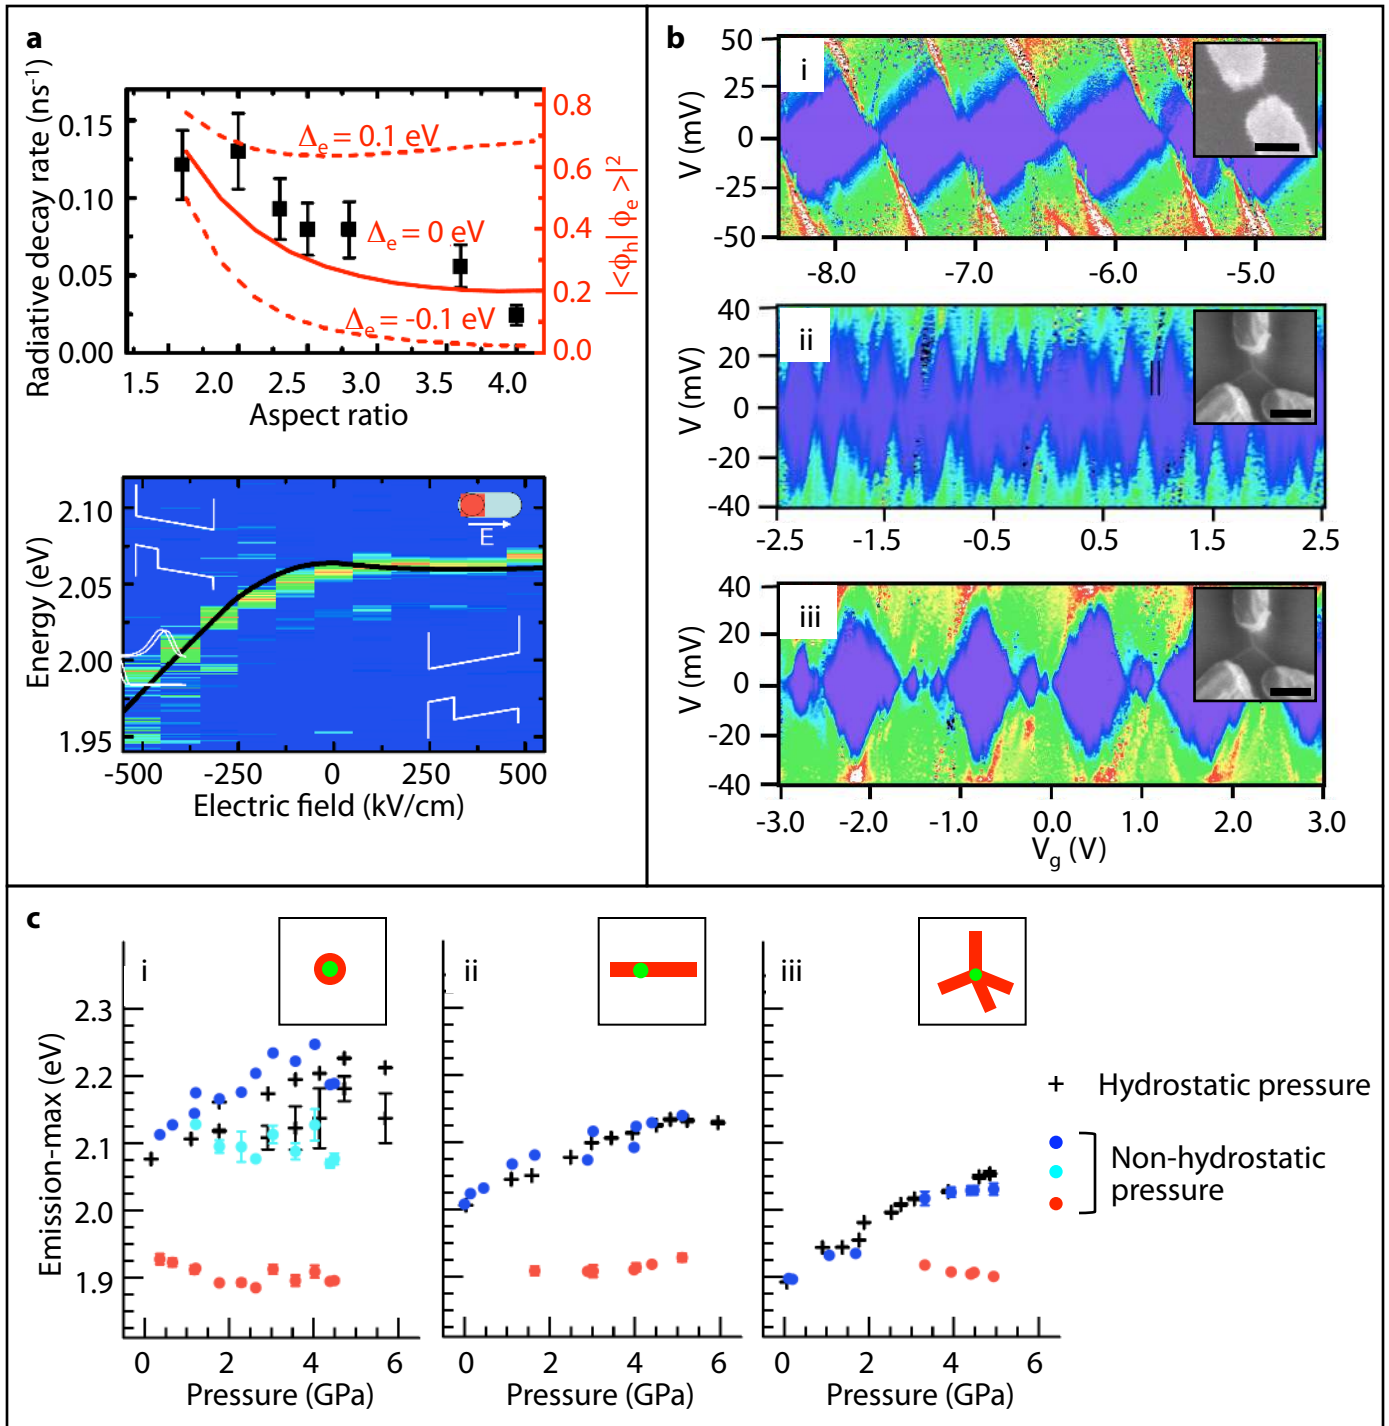 a
Radiative decay rate (ns⁻¹)
0.15
0.10
0.05
0.00
1.5 2.0 2.5 3.0 3.5 4.0
Aspect ratio
0.8
0.6
0.4
0.2
0.0
|<ϕh| ϕe >|²
Δe = 0.1 eV
Δe = 0 eV
Δe = -0.1 eV
Energy (eV)
2.10
2.05
2.00
1.95
E
-500 -250 0 250 500
Electric field (kV/cm)
b
i
V (mV)
50
25
0
-25
-50
-8.0 -7.0 -6.0 -5.0
ii
V (mV)
40
20
0
-20
-40
-2.5 -1.5 -0.5 0.5 1.5 2.5
iii
V (mV)
40
20
0
-20
-40
-3.0 -2.0 -1.0 0.0 1.0 2.0 3.0
Vg (V)
c
i
ii
iii
Emission-max (eV)
2.3
2.2
2.1
2.0
1.9
0 2 4 6
Pressure (GPa)
0 2 4 6
Pressure (GPa)
0 2 4 6
Pressure (GPa)
Hydrostatic pressure
Non-hydrostatic
pressure